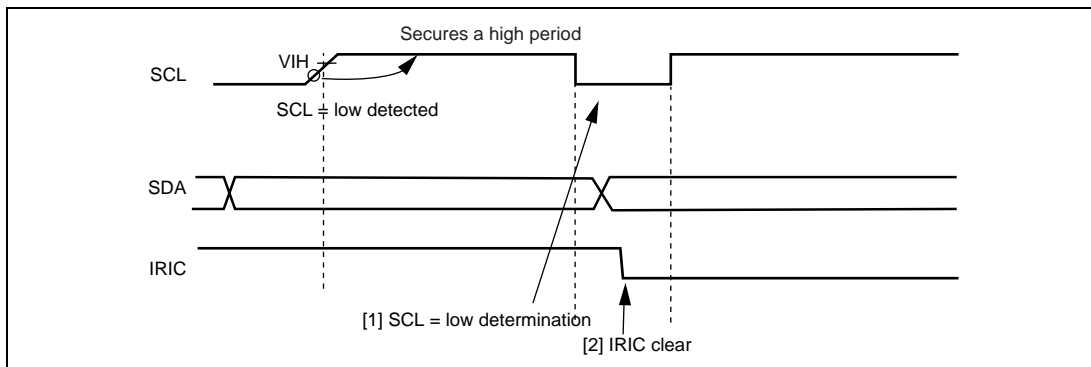 Secures a high period
VIH
SCL
SCL = low detected
SDA
IRIC
[1] SCL = low determination
[2] IRIC clear